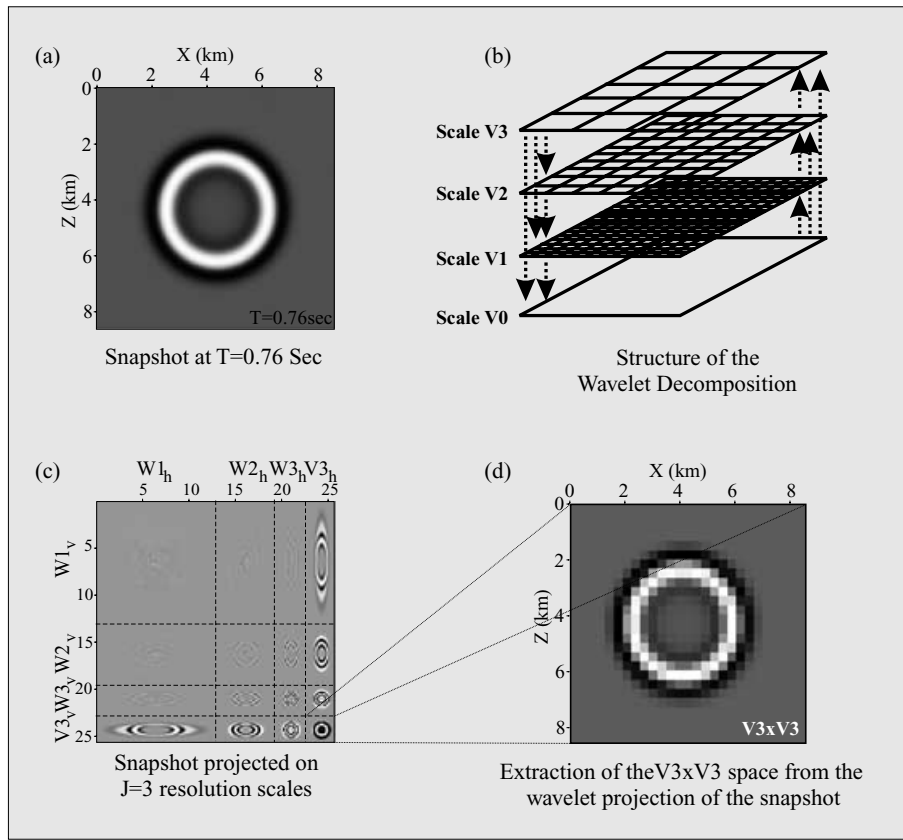 (a)
X (km)
0 2 4 6 8
0
2
4
6
8
Z (km)
T=0.76sec
Snapshot at T=0.76 Sec
(b)
Scale V3
Scale V2
Scale V1
Scale V0
Structure of the
Wavelet Decomposition
(c)
W1h W2h W3h V3h
5 10 15 20 25
W1v
W2v
W3v
V3v
5
10
15
20
25
Snapshot projected on
J=3 resolution scales
(d)
X (km)
0 2 4 6 8
0
2
4
6
8
Z (km)
V3xV3
Extraction of theV3xV3 space from the
wavelet projection of the snapshot